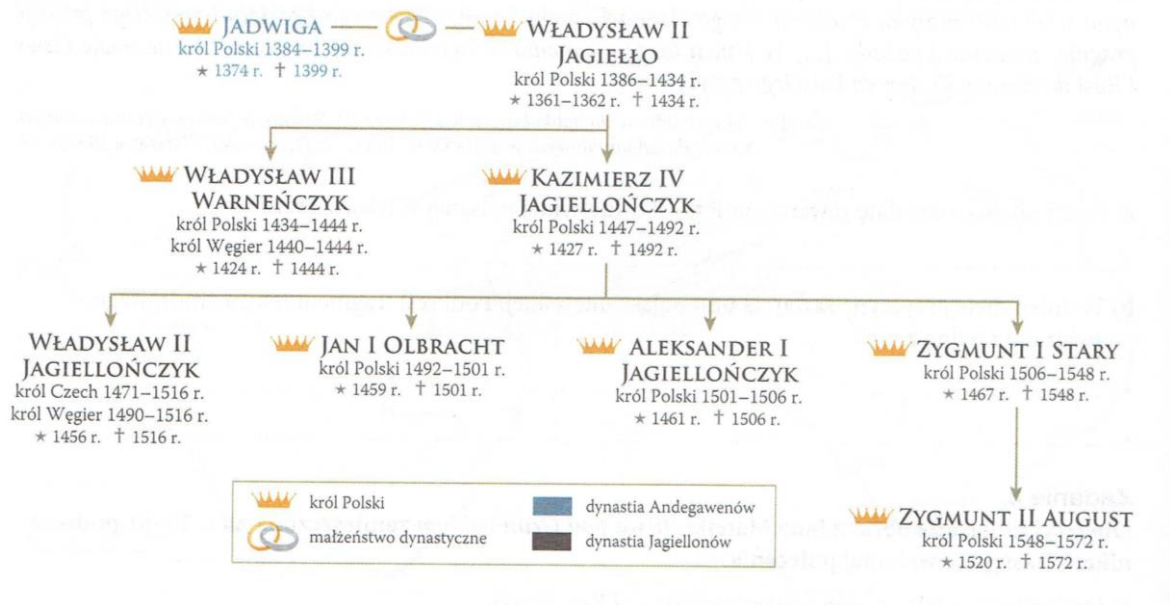 JADWIGA
król Polski 1384–1399 r.
★ 1374 r. † 1399 r.
WŁADYSŁAW II
JAGIEŁŁO
król Polski 1386–1434 r.
★ 1361–1362 r. † 1434 r.
WŁADYSŁAW III
WARNEŃCZYK
król Polski 1434–1444 r.
król Węgier 1440–1444 r.
★ 1424 r. † 1444 r.
KAZIMIERZ IV
JAGIELLOŃCZYK
król Polski 1447–1492 r.
★ 1427 r. † 1492 r.
WŁADYSŁAW II
JAGIELLOŃCZYK
król Czech 1471–1516 r.
król Węgier 1490–1516 r.
★ 1456 r. † 1516 r.
JAN I OLBRACHT
król Polski 1492–1501 r.
★ 1459 r. † 1501 r.
ALEKSANDER I
JAGIELLOŃCZYK
król Polski 1501–1506 r.
★ 1461 r. † 1506 r.
ZYGMUNT I STARY
król Polski 1506–1548 r.
★ 1467 r. † 1548 r.
ZYGMUNT II AUGUST
król Polski 1548–1572 r.
★ 1520 r. † 1572 r.
król Polski
małżeństwo dynastyczne
dynastia Andegawenów
dynastia Jagiellonów